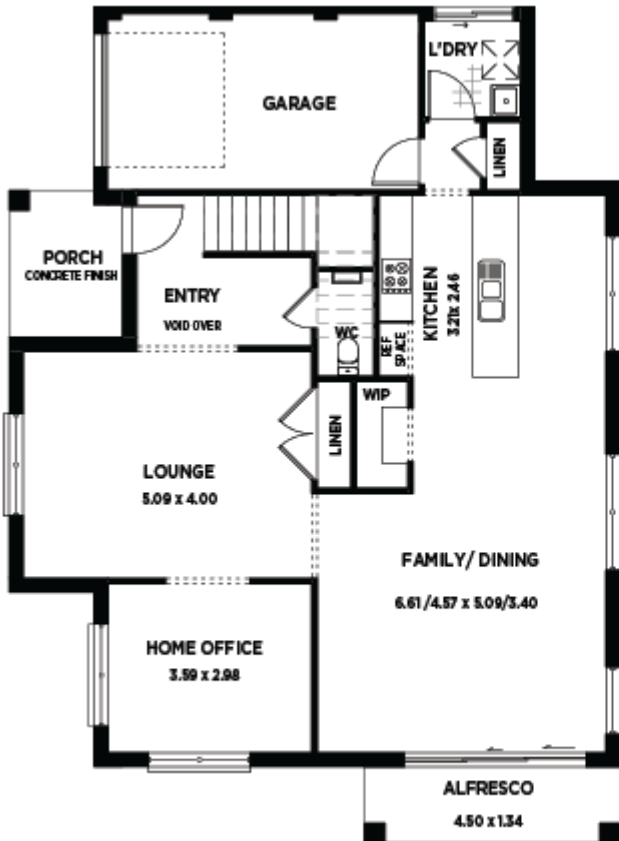 L'DRY
GARAGE
LINEN
PORCH
CONCRETE FINISH
ENTRY
VOID OVER
KITCHEN
3.21x 2.46
WC
REF
SPACE
WIP
LINEN
LOUNGE
5.09 x 4.00
FAMILY/ DINING
6.61 /4.57 x 5.09/3.40
HOME OFFICE
3.59 x 2.98
ALFRESCO
4.50 x 1.34